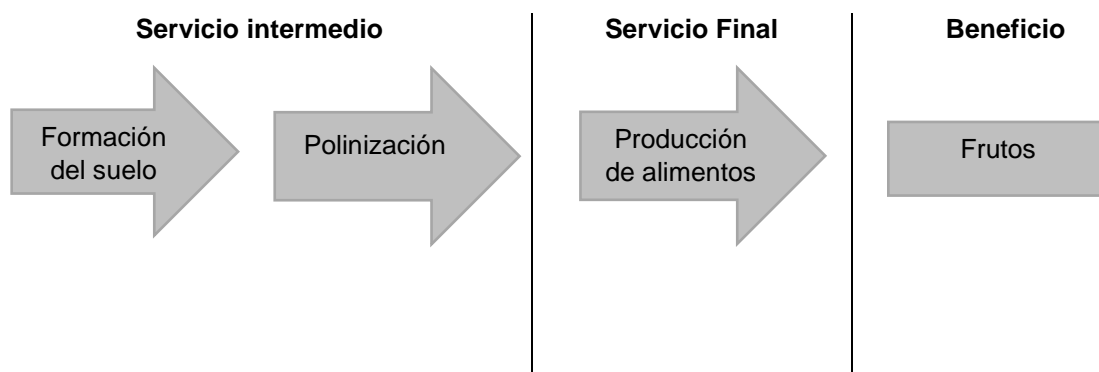 Servicio intermedio
Servicio Final
Beneficio
Formación
del suelo
Polinización
Producción
de alimentos
Frutos